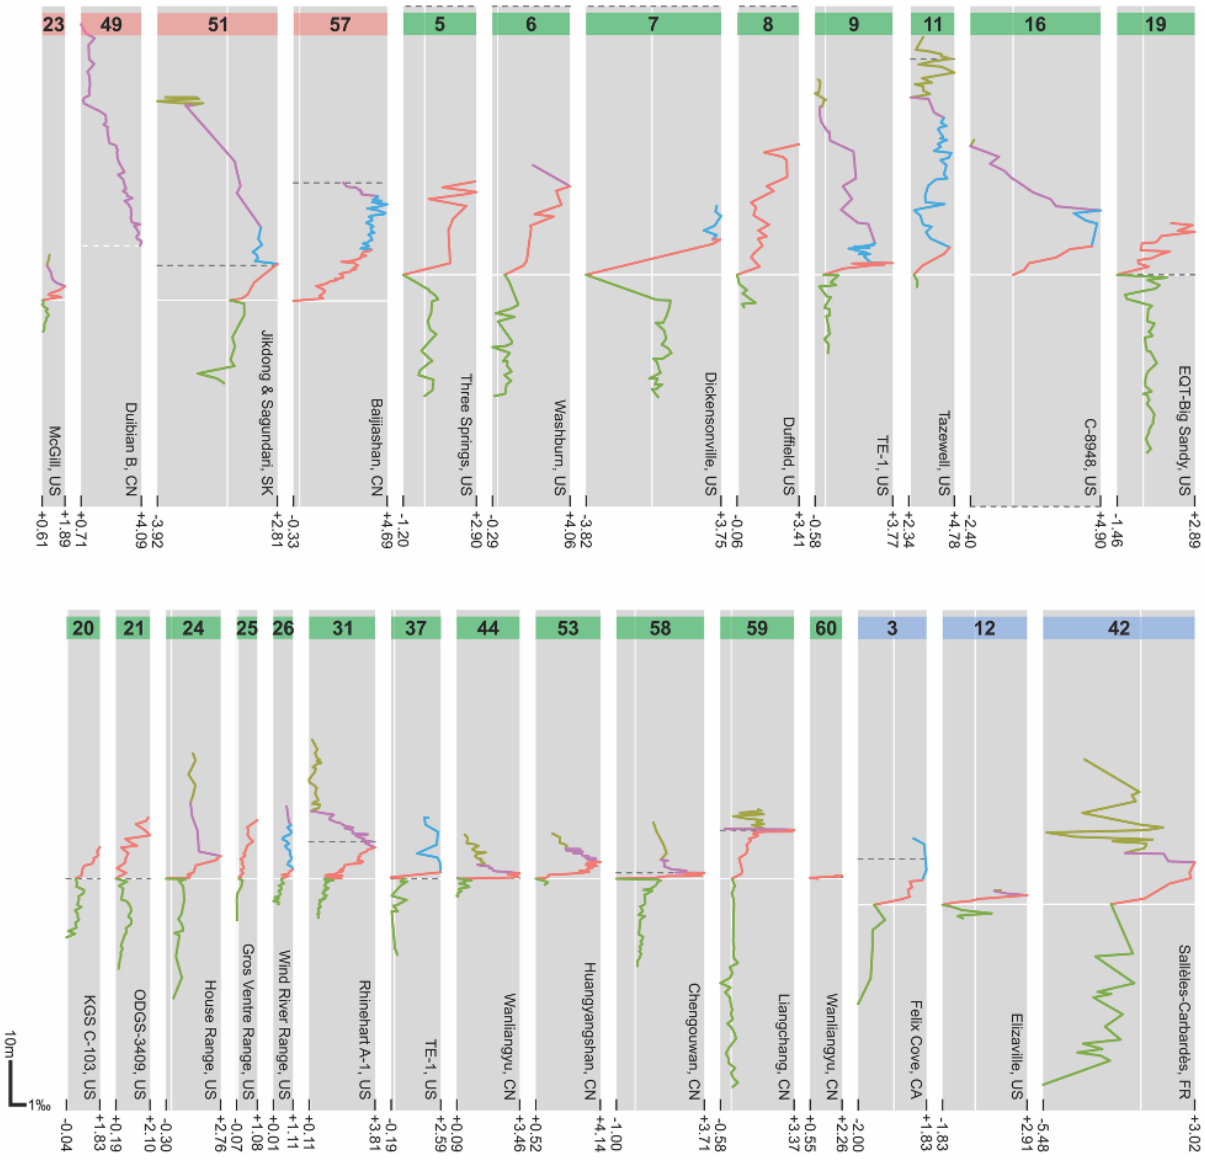 23 49 51 57 5 6 7 8 9 11 16 19
McGill, US
Duibian B, CN
Jikdong & Sagundari, SK
Baijiashan, CN
Three Springs, US
Washburn, US
Dickensonville, US
Duffield, US
TE-1, US
Tazewell, US
C-8948, US
EQT-Big Sandy, US
+0.61 +1.89
+0.71 +4.09
-3.92 +2.81
-0.33 +4.69
-1.20 +2.90
-0.29 +4.06
-3.82 +3.75
-0.06 +3.41
-0.58 +3.77
+2.34 +4.78
-2.40 +4.90
-1.46 +2.89
20 21 24 25 26 31 37 44 53 58 59 60 3 12 42
KGS C-103, US
ODGS-3409, US
House Range, US
Gros Ventre Range, US
Wind River Range, US
Rhinehart A-1, US
TE-1, US
Wanliangyu, CN
Huangyangshan, CN
Chengouwan, CN
Liangchang, CN
Wanliangyu, CN
Felix Cove, CA
Elizaville, US
Sallèles-Carbardès, FR
10m
1‰
-0.04 +1.83
+0.19 +2.10
-0.30 +2.76
-0.07 +1.08
+0.01 +1.11
+0.11 +3.81
-0.19 +2.59
+0.09 +3.46
+0.52 +4.14
-1.00 +3.78
-0.59 +3.37
+0.55 +2.26
-2.00 +1.83
-1.83 +2.91
-5.48 +3.02